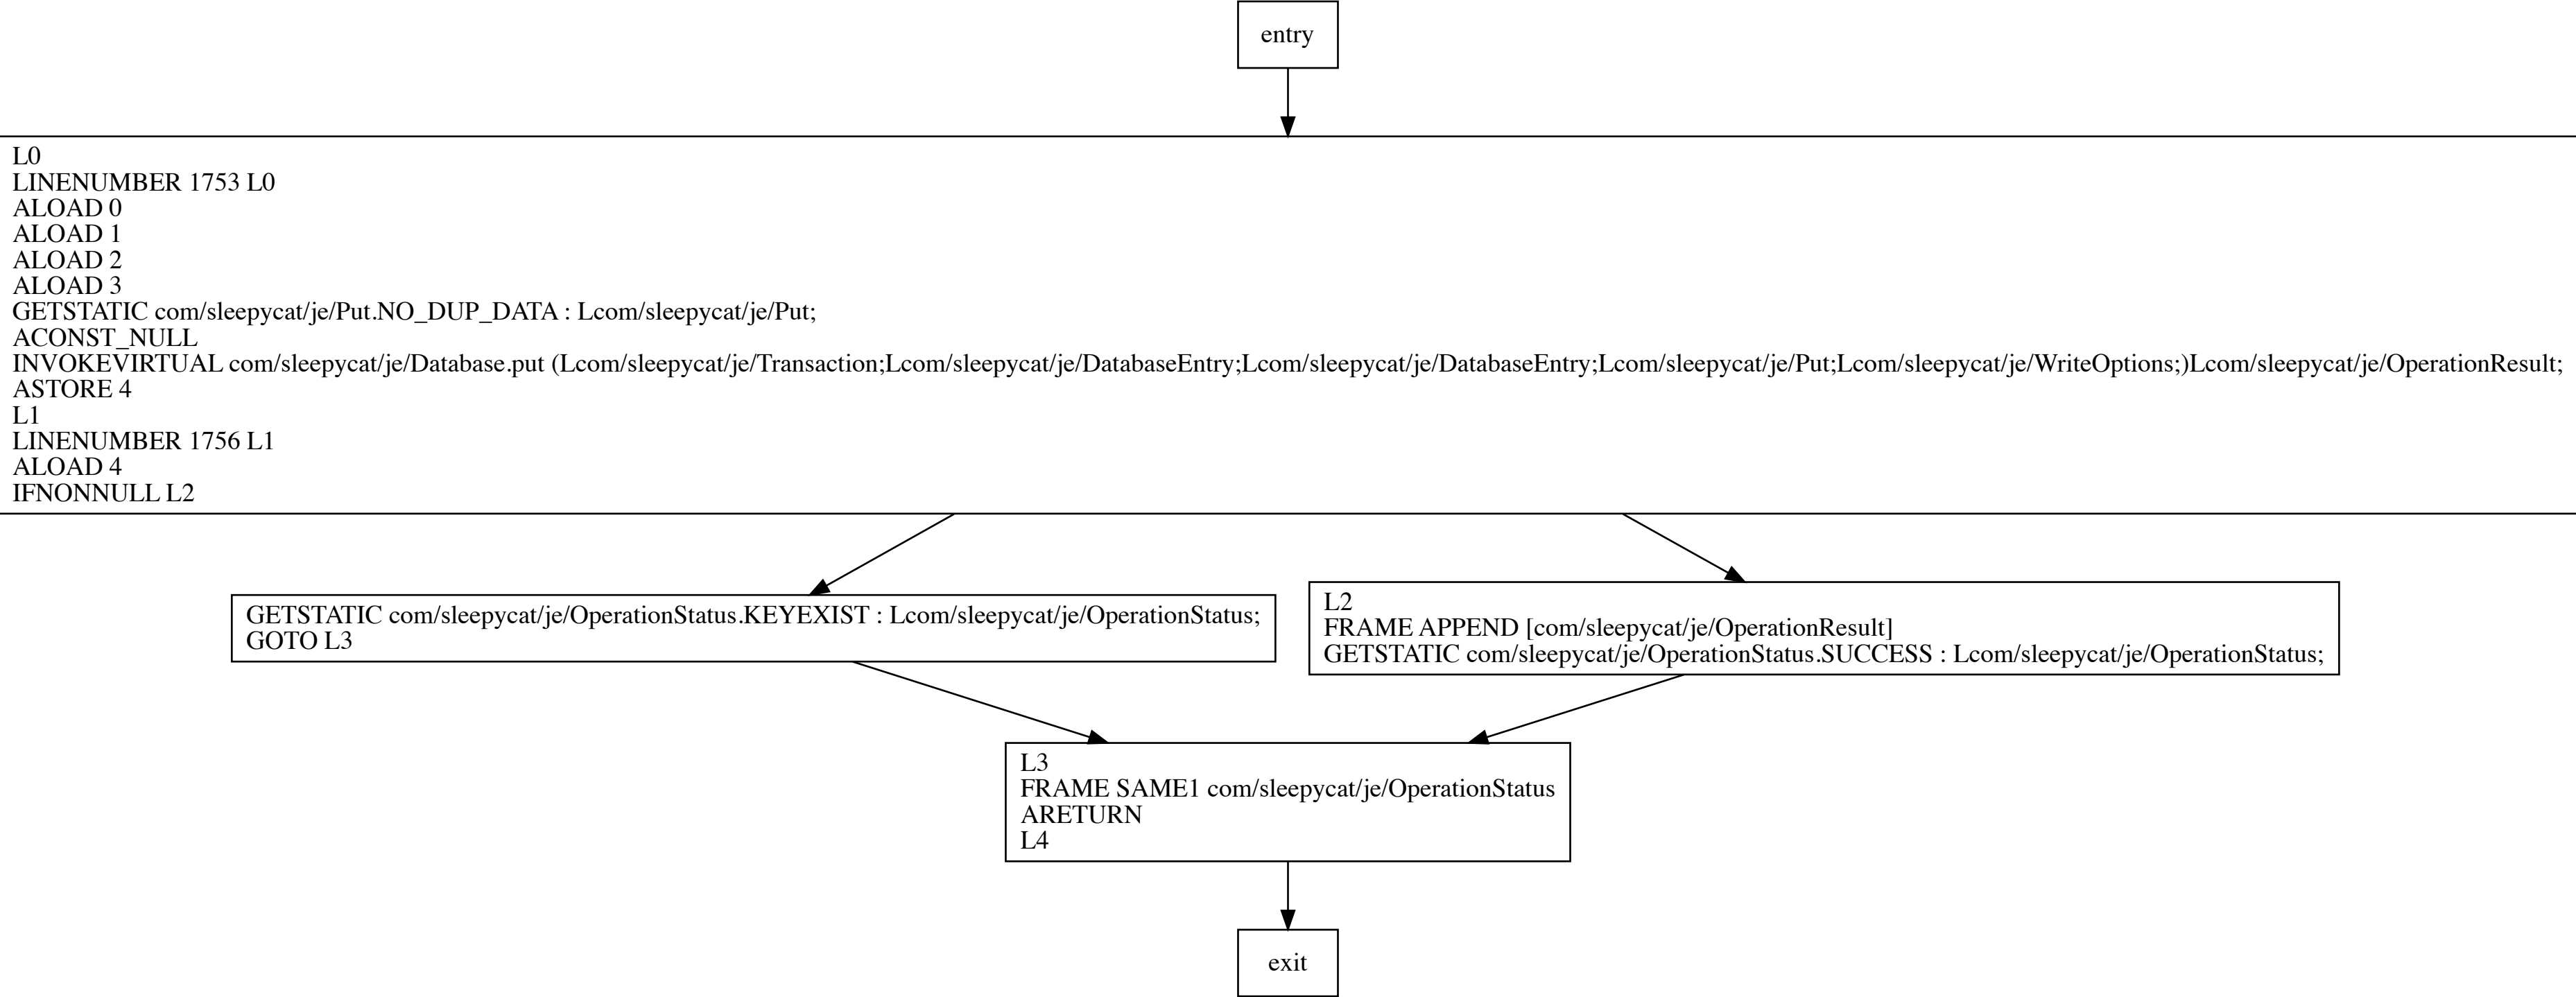 entry
L0
LINENUMBER 1753 L0
ALOAD 0
ALOAD 1
ALOAD 2
ALOAD 3
GETSTATIC com/sleepycat/je/Put.NO_DUP_DATA : Lcom/sleepycat/je/Put;
ACONST_NULL
INVOKEVIRTUAL com/sleepycat/je/Database.put (Lcom/sleepycat/je/Transaction;Lcom/sleepycat/je/DatabaseEntry;Lcom/sleepycat/je/DatabaseEntry;Lcom/sleepycat/je/Put;Lcom/sleepycat/je/WriteOptions;)Lcom/sleepycat/je/OperationResult;
ASTORE 4
L1
LINENUMBER 1756 L1
ALOAD 4
IFNONNULL L2
GETSTATIC com/sleepycat/je/OperationStatus.KEYEXIST : Lcom/sleepycat/je/OperationStatus;
GOTO L3
L2
FRAME APPEND [com/sleepycat/je/OperationResult]
GETSTATIC com/sleepycat/je/OperationStatus.SUCCESS : Lcom/sleepycat/je/OperationStatus;
L3
FRAME SAME1 com/sleepycat/je/OperationStatus
ARETURN
L4
exit